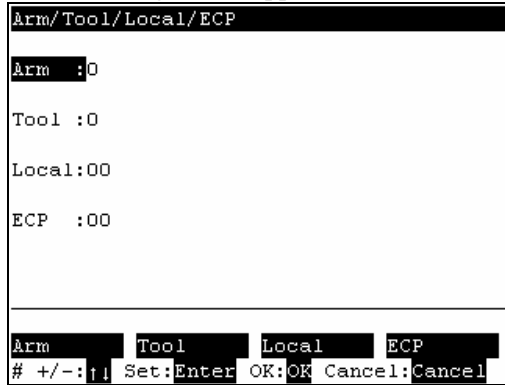 Arm/Tool/Local/ECP
Arm :0
Tool :0
Local:00
ECP :00
Arm Tool Local ECP
# +/-:↑↓ Set:Enter OK:OK Cancel:Cancel